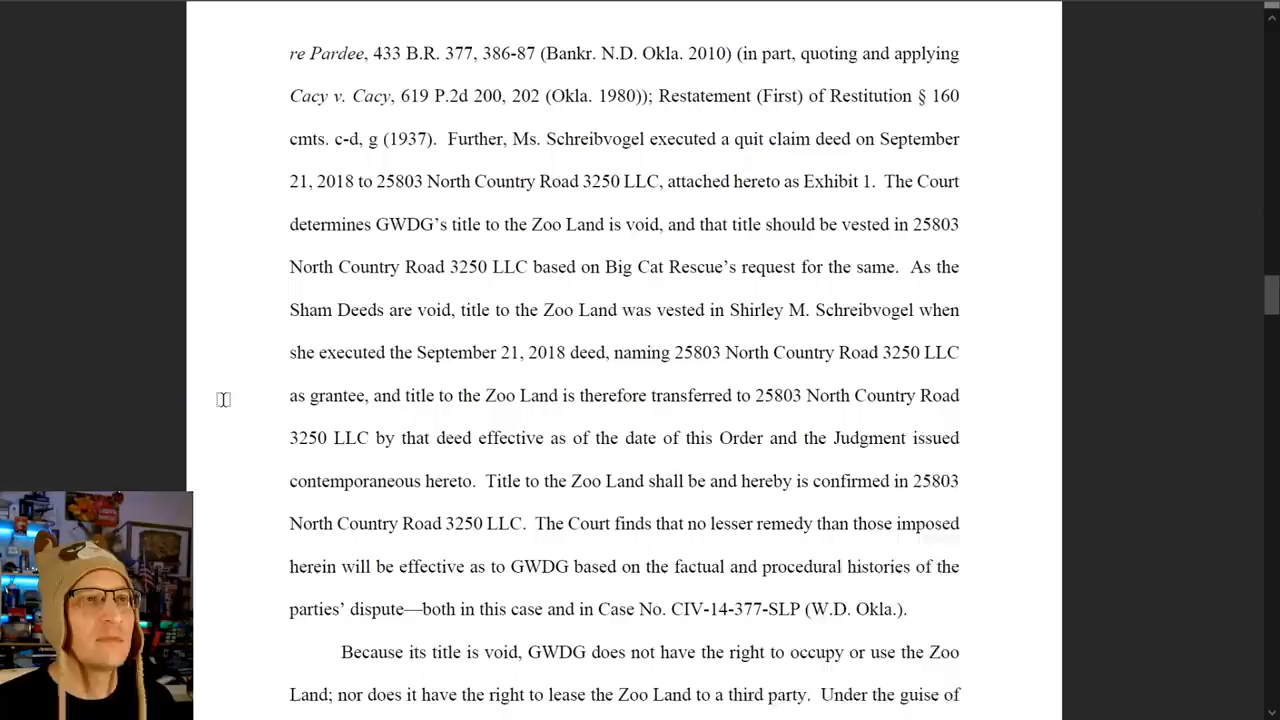 re Pardee, 433 B.R. 377, 386-87 (Bankr. N.D. Okla. 2010) (in part, quoting and applying
Cacy v. Cacy, 619 P.2d 200, 202 (Okla. 1980)); Restatement (First) of Restitution § 160
cmts. c-d, g (1937).  Further, Ms. Schreibvogel executed a quit claim deed on September
21, 2018 to 25803 North Country Road 3250 LLC, attached hereto as Exhibit 1.  The Court
determines GWDG’s title to the Zoo Land is void, and that title should be vested in 25803
North Country Road 3250 LLC based on Big Cat Rescue’s request for the same.  As the
Sham Deeds are void, title to the Zoo Land was vested in Shirley M. Schreibvogel when
she executed the September 21, 2018 deed, naming 25803 North Country Road 3250 LLC
as grantee, and title to the Zoo Land is therefore transferred to 25803 North Country Road
3250 LLC by that deed effective as of the date of this Order and the Judgment issued
contemporaneous hereto.  Title to the Zoo Land shall be and hereby is confirmed in 25803
North Country Road 3250 LLC.  The Court finds that no lesser remedy than those imposed
herein will be effective as to GWDG based on the factual and procedural histories of the
parties’ dispute—both in this case and in Case No. CIV-14-377-SLP (W.D. Okla.).
Because its title is void, GWDG does not have the right to occupy or use the Zoo
Land; nor does it have the right to lease the Zoo Land to a third party.  Under the guise of